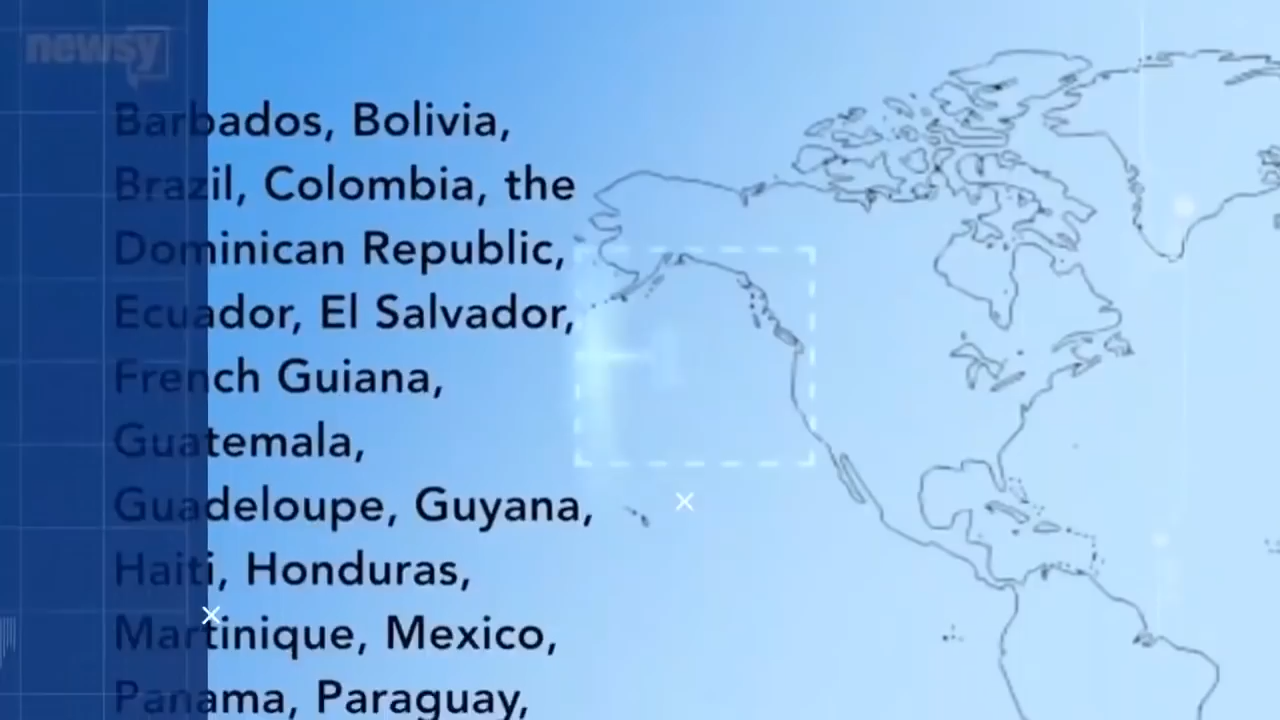 newsy
Barbados, Bolivia,
Brazil, Colombia, the
Dominican Republic,
Ecuador, El Salvador,
French Guiana,
Guatemala,
Guadeloupe, Guyana,
Haiti, Honduras,
Martinique, Mexico,
Panama, Paraguay,